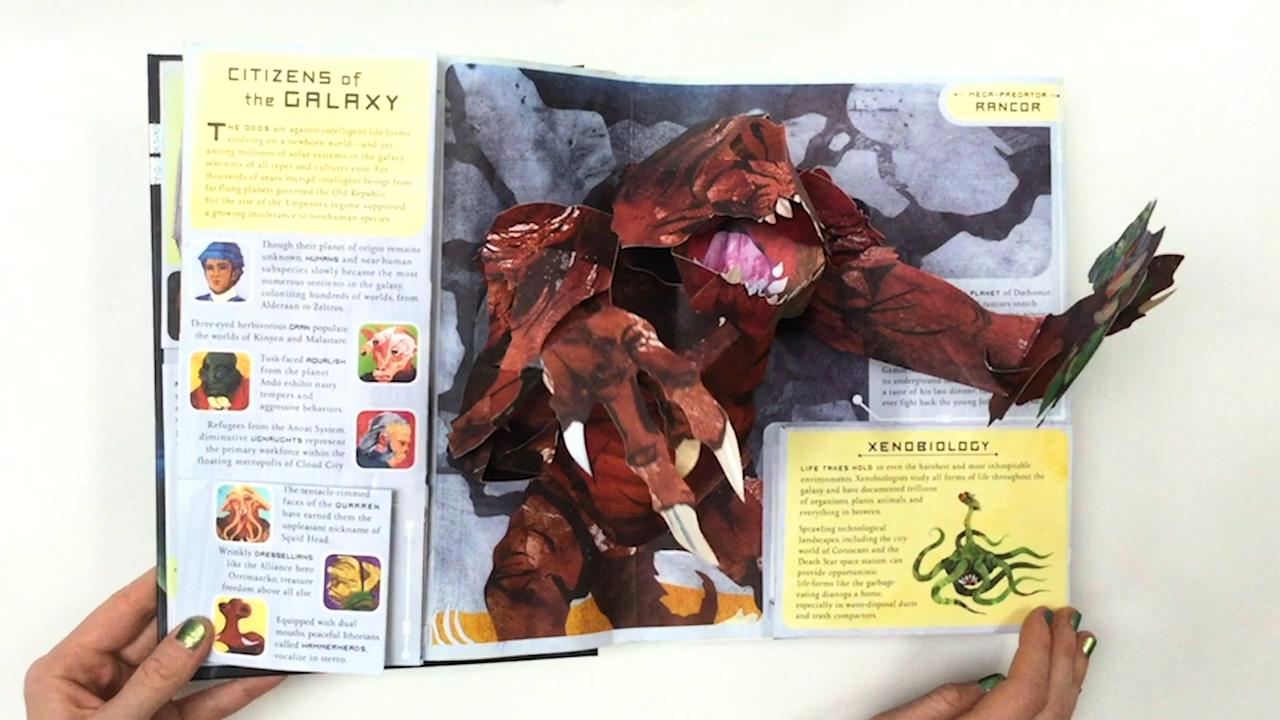 CITIZENS of
the GALAXY
THE ODDS are against intelligent life forms
evolving on a newborn world—and yet,
among millions of solar systems in the galaxy,
sentients of all types and cultures exist. For
thousands of years, myriad intelligent beings from
far-flung planets governed the Old Republic,
but the rise of the Emperor's regime supported
a growing intolerance to nonhuman species.
Though their planet of origin remains
unknown, HUMANS and near-human
subspecies slowly became the most
numerous sentients in the galaxy,
colonizing hundreds of worlds, from
Alderaan to Zeltros.
Three-eyed herbivorous GRAN populate
the worlds of Kinyen and Malastare.
Tusk-faced AQUALISH
from the planet
Ando exhibit nasty
tempers and
aggressive behaviors.
Refugees from the Anoat System,
diminutive UGNAUGHTS represent
the primary workforce within the
floating metropolis of Cloud City.
The tentacle-rimmed
faces of the QUARREN
have earned them the
unpleasant nickname of
Squid Head.
Wrinkly DRESSELLIANS,
like the Alliance hero
Orrimaarko, treasure
freedom above all else.
Equipped with dual
mouths, peaceful Ithorians,
called HAMMERHEADS,
vocalize in stereo.
MEGA-PREDATOR
RANCOR
PLANET of Dathomir,
rancors snatch
its underground
a taste of his last dinner,
ever fight back: the young
XENOBIOLOGY
LIFE TAKES HOLD in even the harshest and most inhospitable
environments. Xenobiologists study all forms of life throughout the
galaxy and have documented trillions
of organisms, plants, animals, and
everything in between.
Sprawling technological
landscapes, including the city-
world of Coruscant and the
Death Star space station, can
provide opportunistic
life-forms like the garbage-
eating dianoga a home,
especially in waste-disposal ducts
and trash compactors.